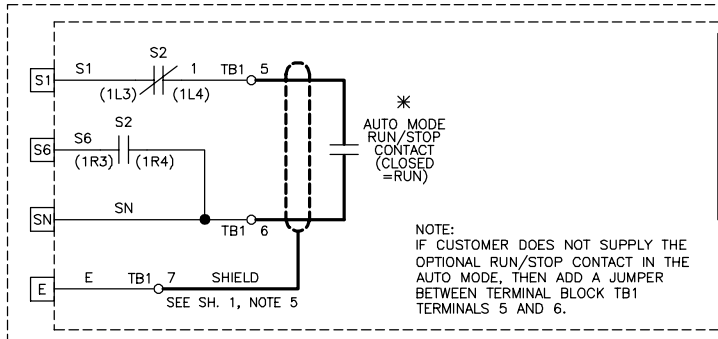 S2
S1 S1 1 TB1 5
(1L3) (1L4)
*
AUTO MODE
RUN/STOP
CONTACT
(CLOSED
=RUN)
S2
S6 S6
(1R3) (1R4)
SN SN
TB1 6
E E TB1 7 SHIELD
SEE SH. 1, NOTE 5
NOTE:
IF CUSTOMER DOES NOT SUPPLY THE
OPTIONAL RUN/STOP CONTACT IN THE
AUTO MODE, THEN ADD A JUMPER
BETWEEN TERMINAL BLOCK TB1
TERMINALS 5 AND 6.